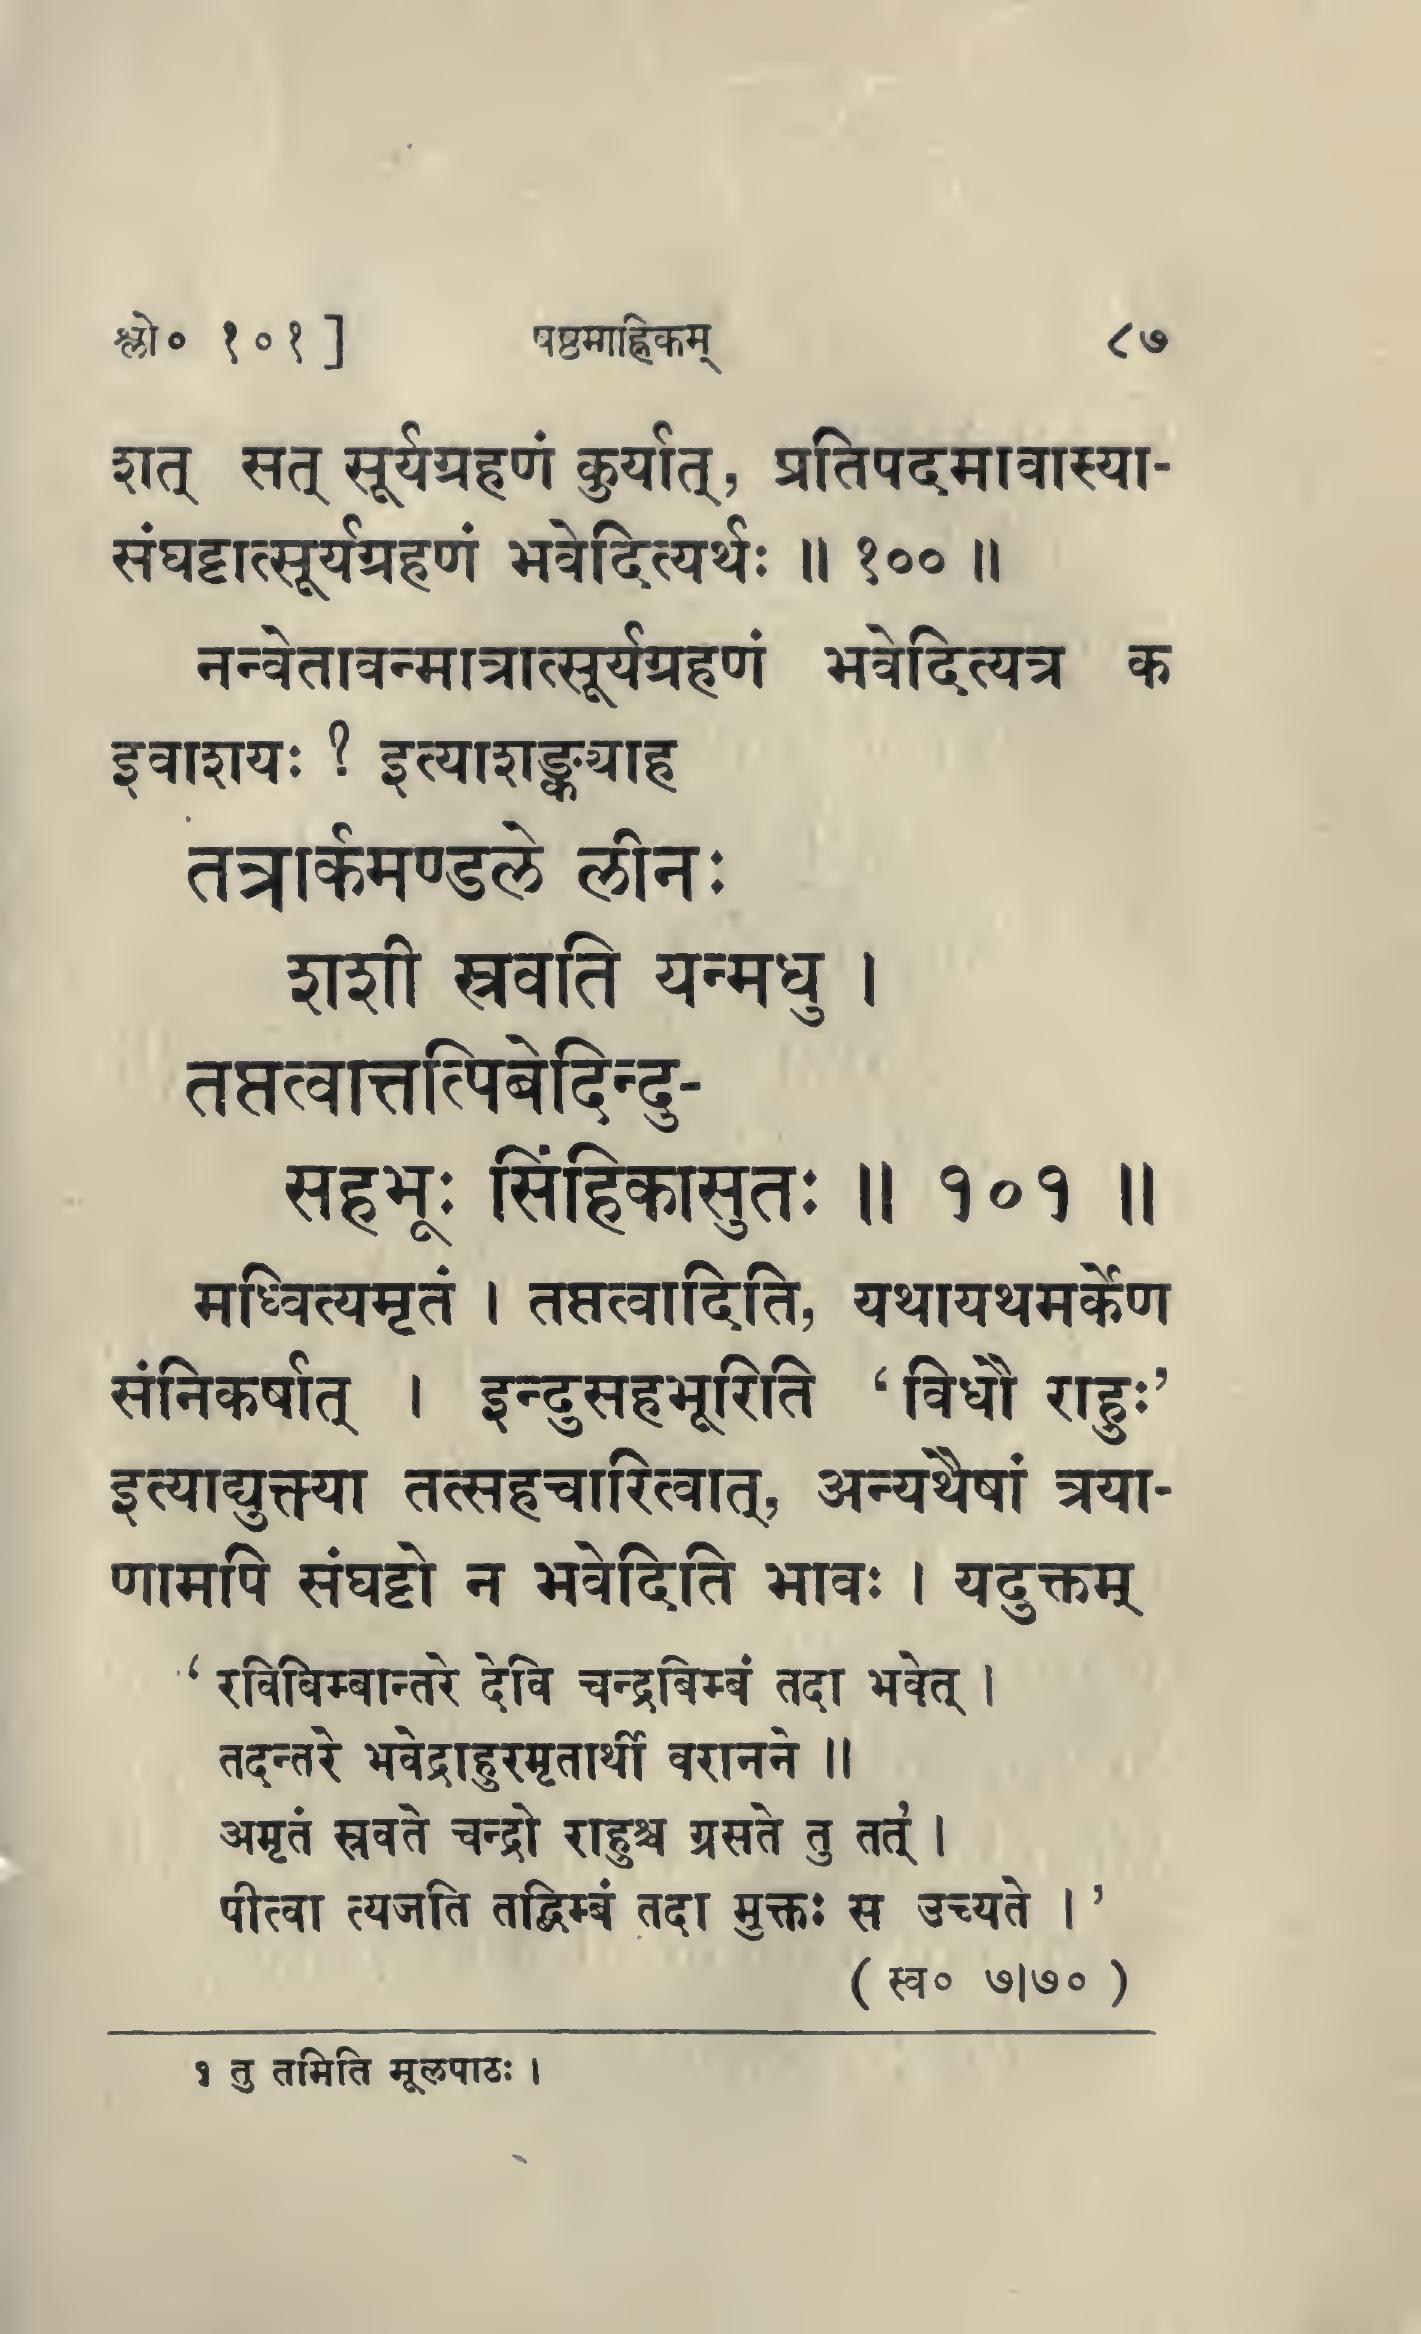 श्लो० १०१] षष्ठमाह्निकम् ८७
शत् सत् सूर्यग्रहणं कुर्यात्, प्रतिपदमावास्या-
संघट्टात्सूर्यग्रहणं भवेदित्यर्थः ॥ १०० ॥
नन्वेतावन्मात्रात्सूर्यग्रहणं भवेदित्यत्र क
इवाशयः ? इत्याशङ्क्याह
तत्रार्कमण्डले लीनः
शशी स्रवति यन्मधु ।
तप्तत्वात्तत्पिबेदिन्दु-
सहभूः सिंहिकासुतः ॥ १०१ ॥
मध्वित्यमृतं । तप्तत्वादिति, यथायथमर्केण
संनिकर्षात् । इन्दुसहभूरिति ‘विधौ राहुः’
इत्याद्युक्त्या तत्सहचारित्वात्, अन्यथैषां त्रया-
णामपि संघट्टो न भवेदिति भावः । यदुक्तम्
‘रविबिम्बान्तरे देवि चन्द्रबिम्बं तदा भवेत् ।
तदन्तरे भवेद्राहुरमृतार्थी वरानने ॥
अमृतं स्रवते चन्द्रो राहुश्च ग्रसते तु तत्१ ।
पीत्वा त्यजति तद्बिम्बं तदा मुक्तः स उच्यते ।’
( स्व० ७।७० )
१ तु तमिति मूलपाठः ।